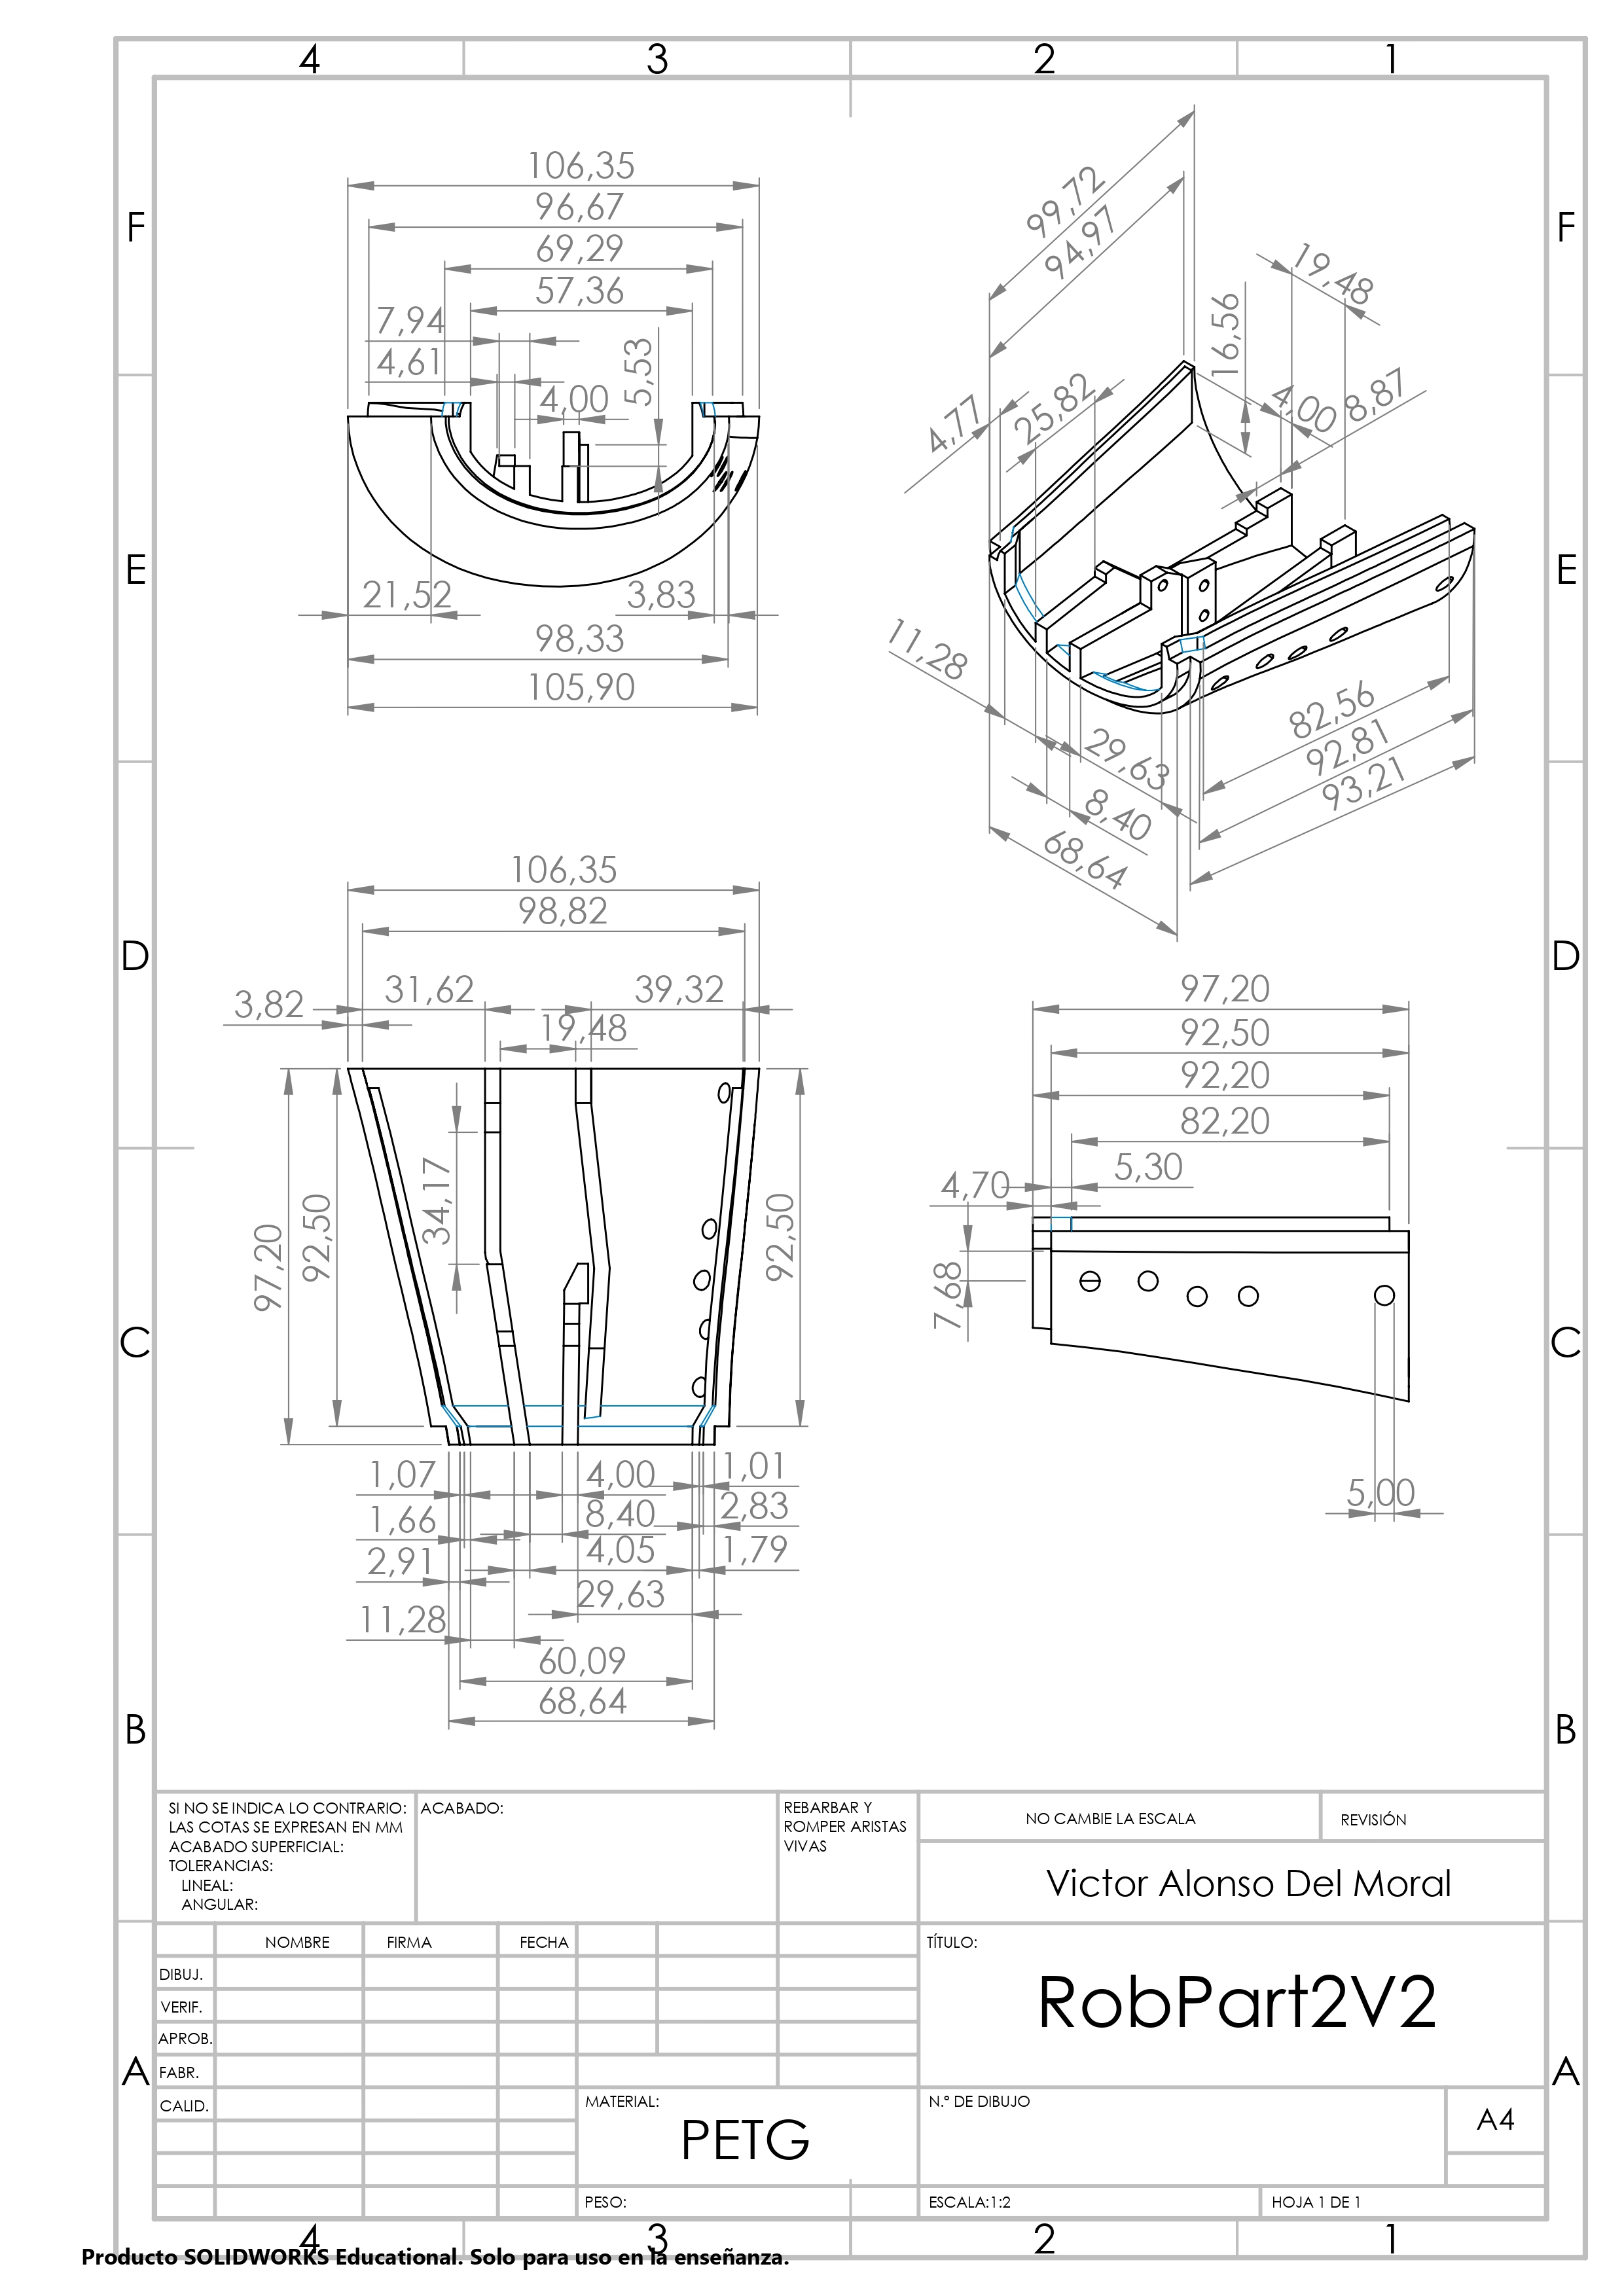 4 3 2 1
F F
E E
D D
C C
B B
A A
106,35
96,67
69,29
57,36
7,94
4,61
4,00
5,53
21,52
3,83
98,33
105,90
99,72
94,97
19,48
16,56
4,00
8,87
4,77
25,82
11,28
29,63
8,40
68,64
82,56
92,81
93,21
106,35
98,82
3,82
31,62
39,32
19,48
34,17
97,20
92,50
92,50
1,07
4,00
1,01
1,66
8,40
2,83
2,91
4,05
1,79
29,63
11,28
60,09
68,64
97,20
92,50
92,20
82,20
5,30
4,70
7,68
5,00
SI NO SE INDICA LO CONTRARIO:
LAS COTAS SE EXPRESAN EN MM
ACABADO SUPERFICIAL:
TOLERANCIAS:
LINEAL:
ANGULAR:
ACABADO:
REBARBAR Y
ROMPER ARISTAS
VIVAS
NO CAMBIE LA ESCALA
REVISIÓN
Victor Alonso Del Moral
NOMBRE FIRMA FECHA
DIBUJ.
VERIF.
APROB.
FABR.
CALID.
TÍTULO:
RobPart2V2
MATERIAL:
PETG
N.º DE DIBUJO
A4
PESO:
ESCALA:1:2
HOJA 1 DE 1
4 3 2 1
Producto SOLIDWORKS Educational. Solo para uso en la enseñanza.